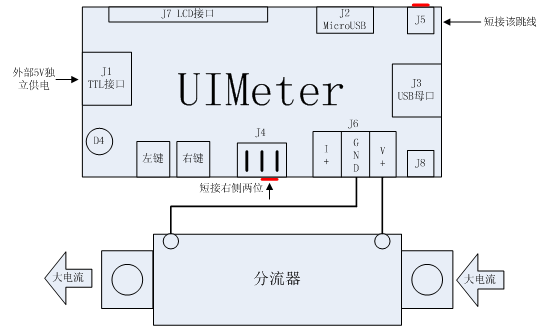 J7 LCD接口
J2
MicroUSB
J5
短接该跳线
外部5V独
立供电
J1
TTL接口
UIMeter
J3
USB母口
D4
左键
右键
J4
J6
I
+
G
N
D
V
+
J8
短接右侧两位
大电流
分流器
大电流